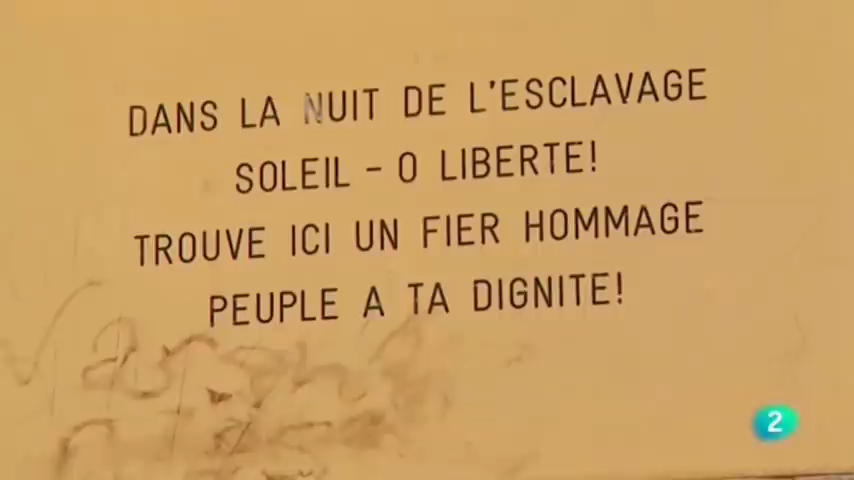 DANS LA NUIT DE L'ESCLAVAGE
SOLEIL - O LIBERTE!
TROUVE ICI UN FIER HOMMAGE
PEUPLE A TA DIGNITE!
2